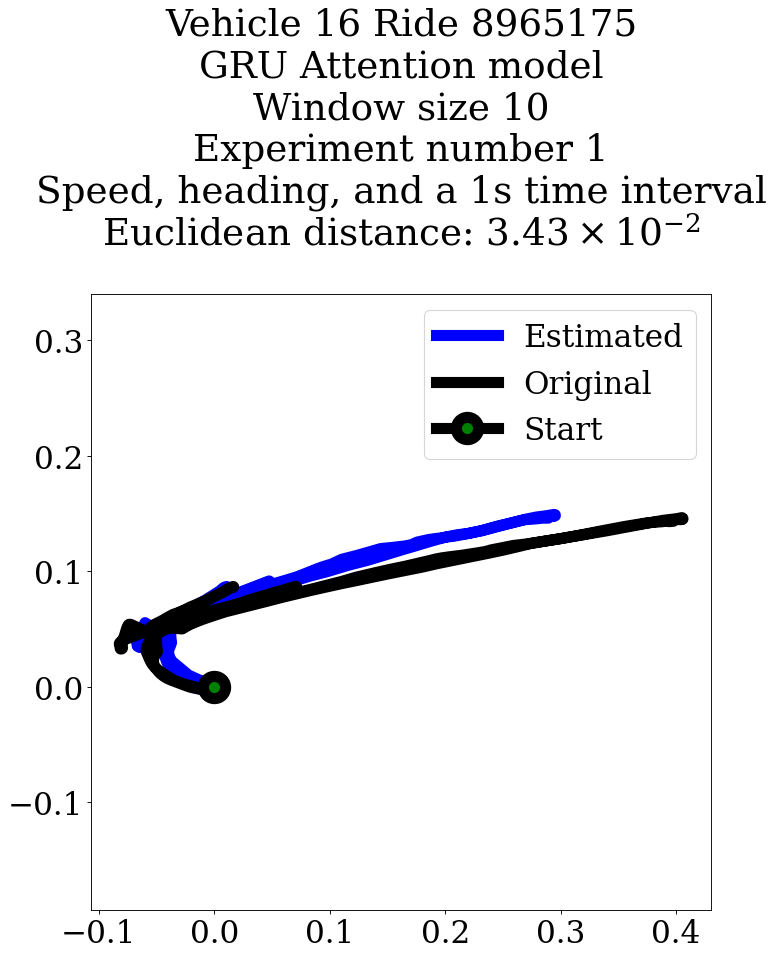 Vehicle 16 Ride 8965175
GRU Attention model
Window size 10
Experiment number 1
Speed, heading, and a 1s time interval
Euclidean distance: 3.43 × 10⁻²
Estimated
Original
Start
0.3
0.2
0.1
0.0
−0.1
−0.1 0.0 0.1 0.2 0.3 0.4